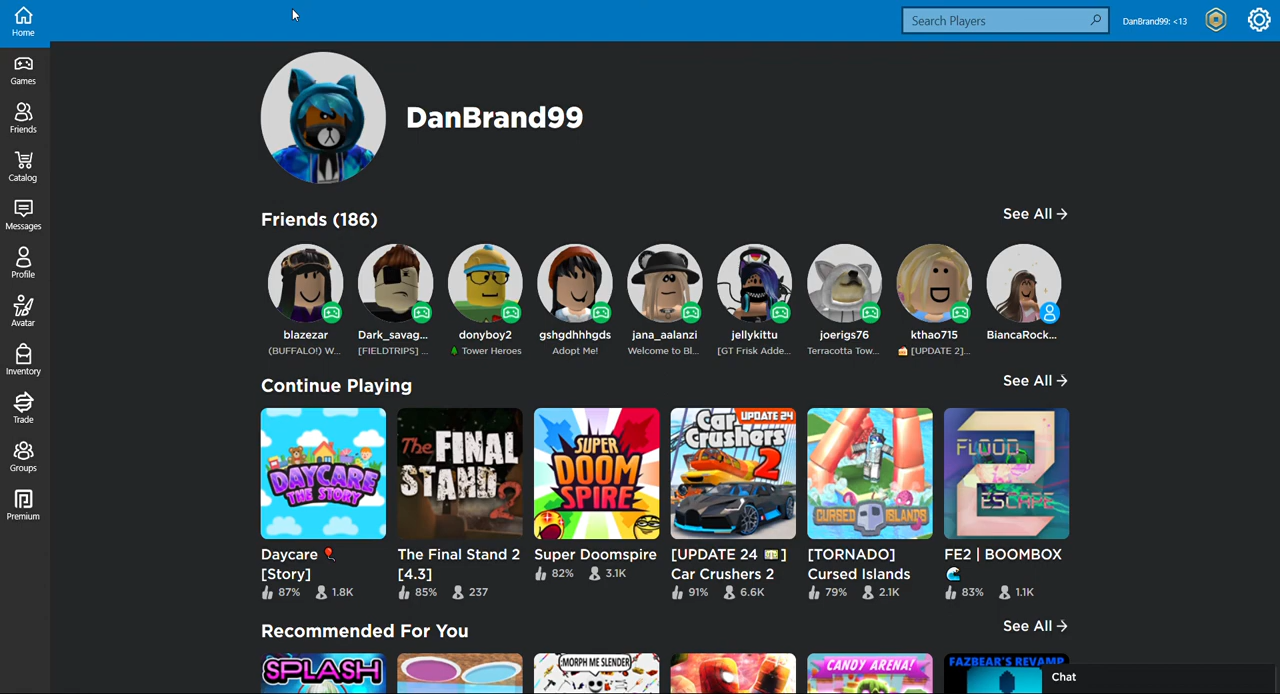 Home
Search Players
DanBrand99: <13
Games
Friends
Catalog
Messages
Profile
Avatar
Inventory
Trade
Groups
Premium
DanBrand99
Friends (186)
See All
blazezar
(BUFFALO!) W...
Dark_savag...
[FIELDTRIPS] ...
donyboy2
Tower Heroes
gshgdhhhgds
Adopt Me!
jana_aalanzi
Welcome to Bl...
jellykittu
[GT Frisk Adde...
joerigs76
Terracotta Tow...
kthao715
[UPDATE 2]...
BiancaRock...
Continue Playing
See All
DAYCARE
THE STORY
Daycare
[Story]
87% 1.8K
The FINAL
STAND 2
The Final Stand 2
[4.3]
85% 237
SUPER
DOOM
SPIRE
Super Doomspire
82% 3.1K
UPDATE 24
Car
Crushers
2
[UPDATE 24 ]
Car Crushers 2
91% 6.6K
CURSED ISLANDS
[TORNADO]
Cursed Islands
79% 2.1K
FLOOD
2
ESCAPE
FE2 | BOOMBOX
83% 1.1K
Recommended For You
See All
SPLASH
:MORPH ME SLENDER
CANDY ARENA!
FAZBEAR'S REVAMP
Chat